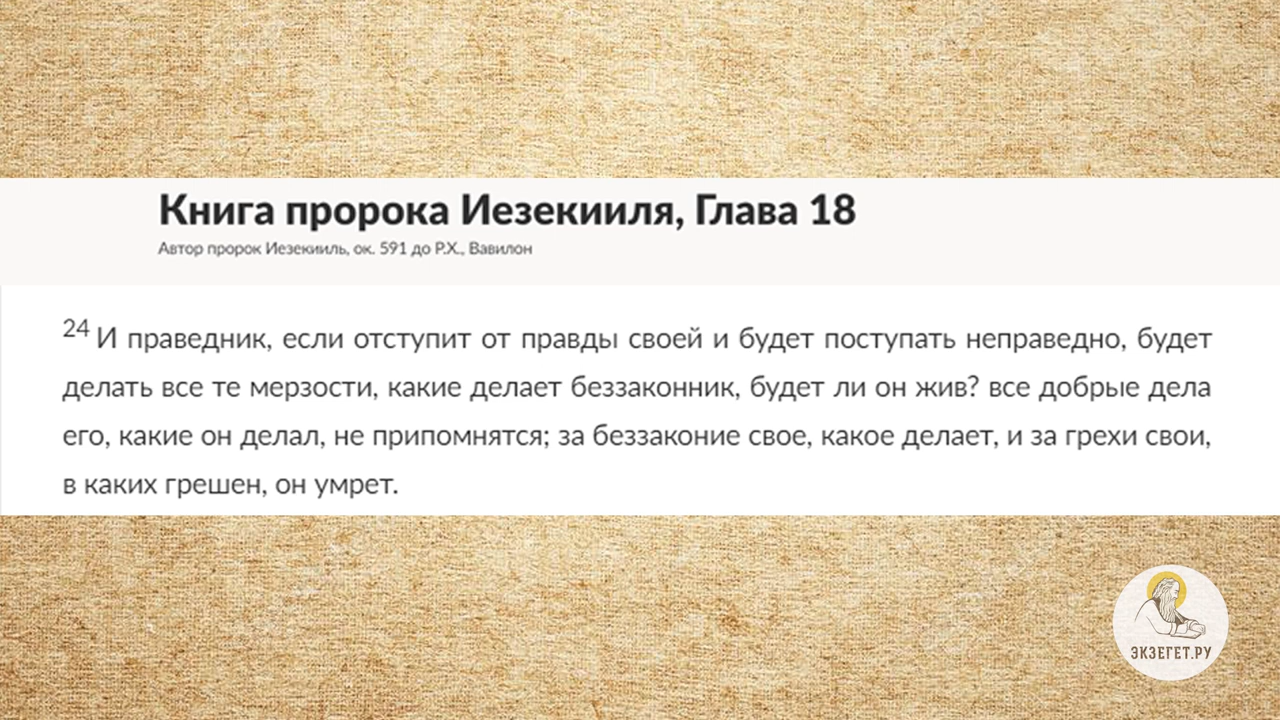 Книга пророка Иезекииля, Глава 18
Автор пророк Иезекииль, ок. 591 до Р.Х., Вавилон
24 И праведник, если отступит от правды своей и будет поступать неправедно, будет
делать все те мерзости, какие делает беззаконник, будет ли он жив? все добрые дела
его, какие он делал, не припомнятся; за беззаконие свое, какое делает, и за грехи свои,
в каких грешен, он умрет.
ЭКЗЕГЕТ.РУ